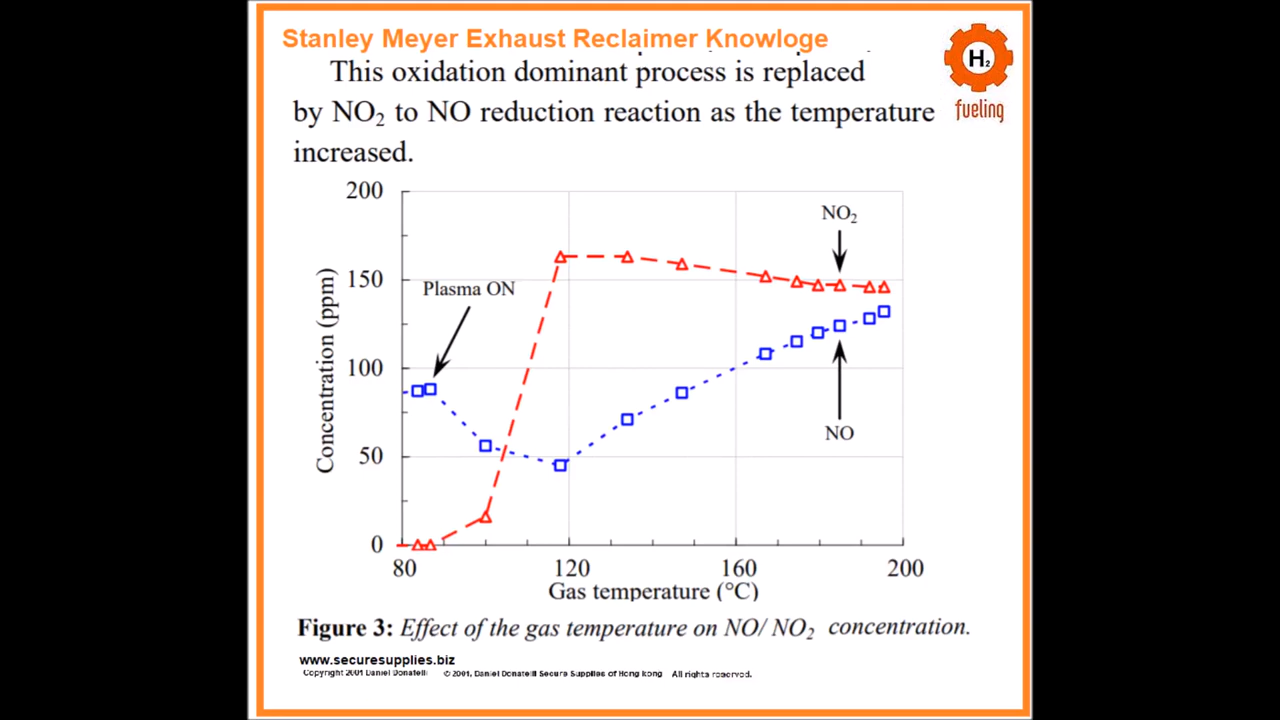 Stanley Meyer Exhaust Reclaimer Knowloge
H₂
fueling
This oxidation dominant process is replaced
by NO₂ to NO reduction reaction as the temperature
increased.
200
150
100
50
0
Concentration (ppm)
NO₂
Plasma ON
NO
80 120 160 200
Gas temperature (°C)
Figure 3: Effect of the gas temperature on NO/ NO₂ concentration.
www.securesupplies.biz
Copyright 2001 Daniel Donatelli © 2001, Daniel Donatelli Secure Supplies of Hong kong All rights reserved.